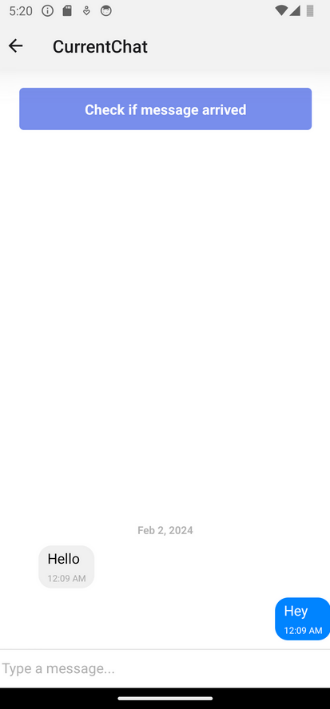 5:20
CurrentChat
Check if message arrived
Feb 2, 2024
Hello
12:09 AM
Hey
12:09 AM
Type a message...